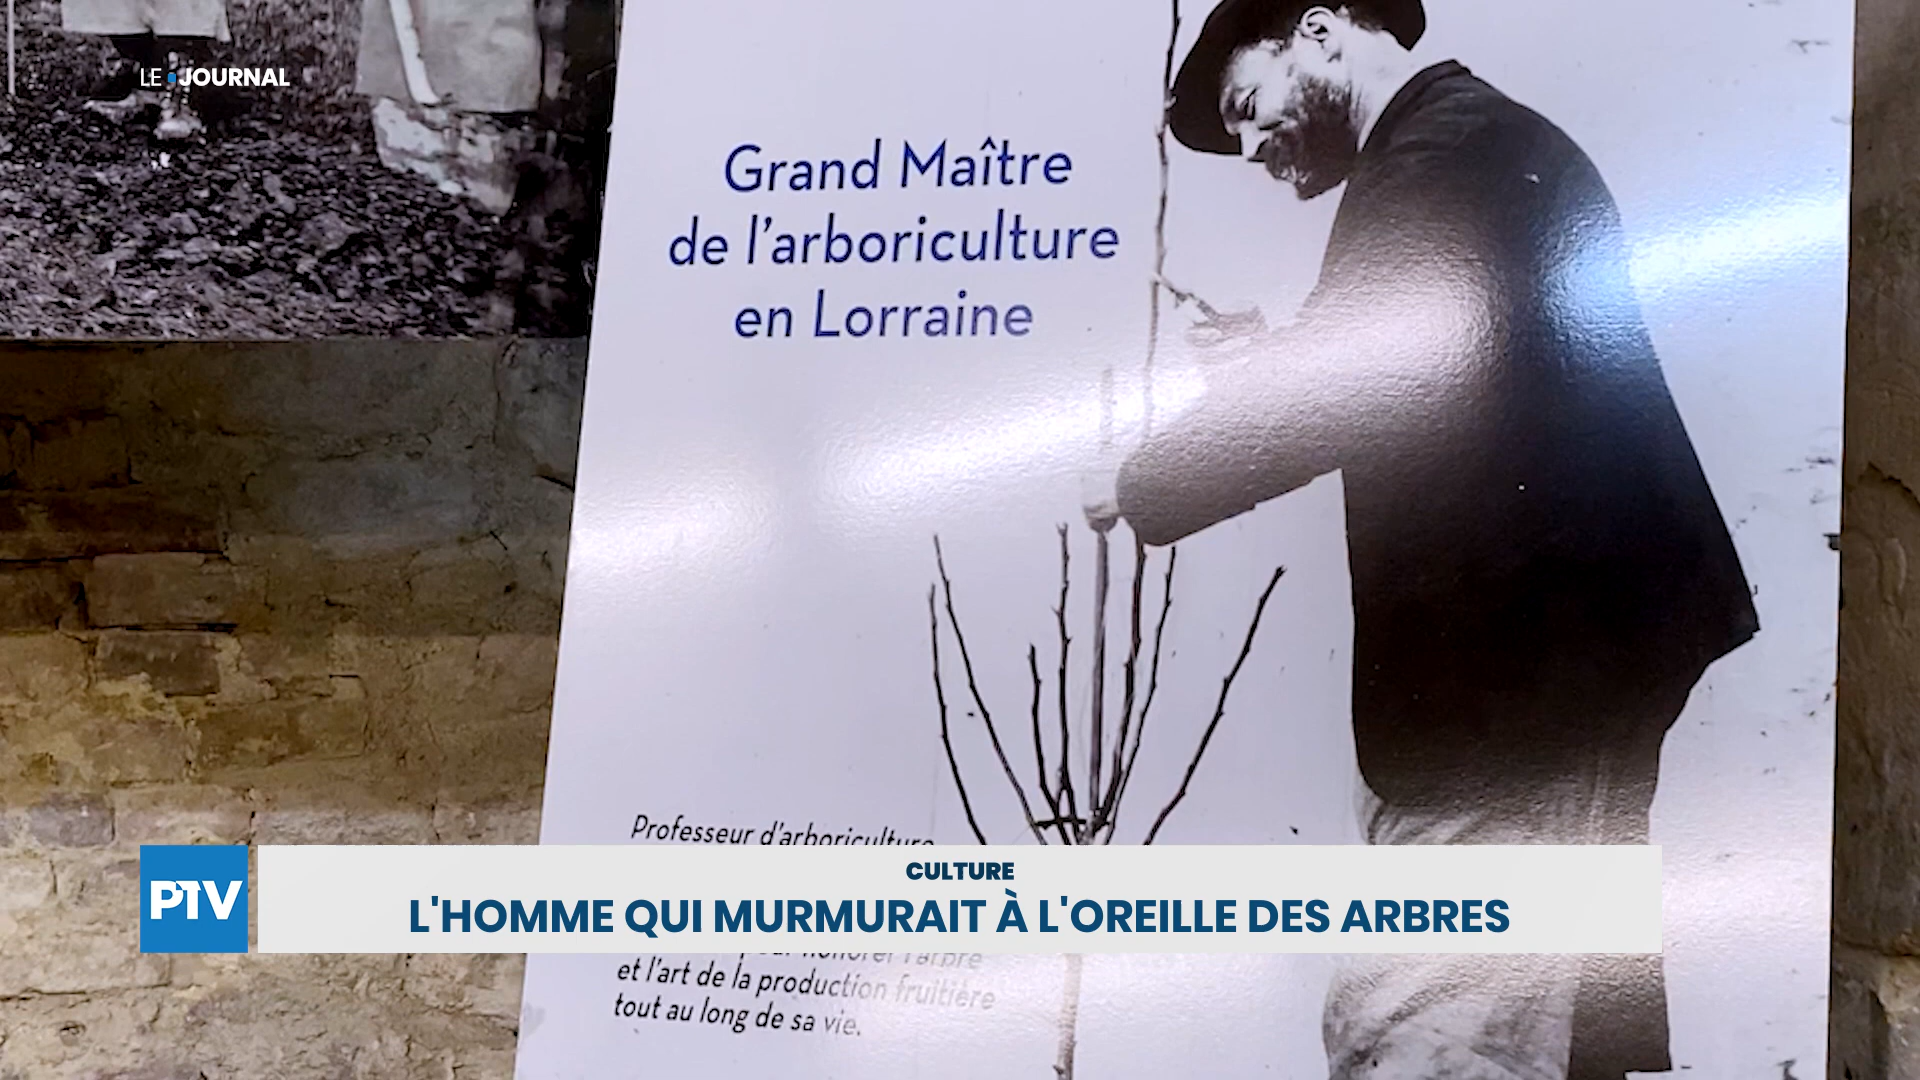 LE JOURNAL
Grand Maître
de l'arboriculture
en Lorraine
Professeur d'arboriculture
PTV
CULTURE
L'HOMME QUI MURMURAIT À L'OREILLE DES ARBRES
et l'art de la production fruitière
tout au long de sa vie.